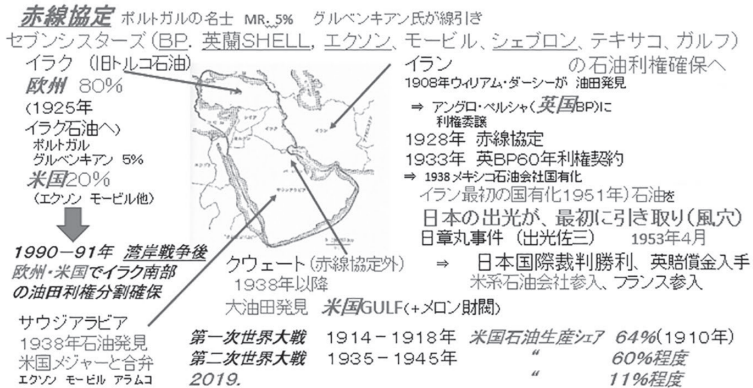 赤線協定 ポルトガルの名士 MR. 5% グルベンキアン氏が線引き
セブンシスターズ (BP. 英蘭SHELL, エクソン、モービル、シェブロン、テキサコ、ガルフ)
イラク (旧トルコ石油)
欧州 80%
(1925年
イラク石油へ)
ポルトガル
グルベンキアン 5%
米国20%
(エクソン モービル他)
1990-91年 湾岸戦争後
欧州・米国でイラク南部
の油田利権分割確保
サウジアラビア
1938年石油発見
米国メジャーと合弁
エクソン モービル アラムコ
イラク
イラン
サウジアラビア
クウェート(赤線協定外)
1938年以降
大油田発見 米国GULF(+メロン財閥)
イラン の石油利権確保へ
1908年ウィリアム・ダーシーが 油田発見
⇒ アングロ・ペルシャ(英国BP)に
利権委譲
1928年 赤線協定
1933年 英BP60年利権契約
⇒ 1938 メキシコ石油会社国有化
イラン最初の国有化1951年)石油を
日本の出光が、最初に引き取り(風穴)
日章丸事件 (出光佐三) 1953年4月
⇒ 日本国際裁判勝利、英賠償金入手
米系石油会社参入、フランス参入
第一次世界大戦 1914-1918年 米国石油生産シェア 64%(1910年)
第二次世界大戦 1935-1945年 “ 60%程度
2019. “ 11%程度